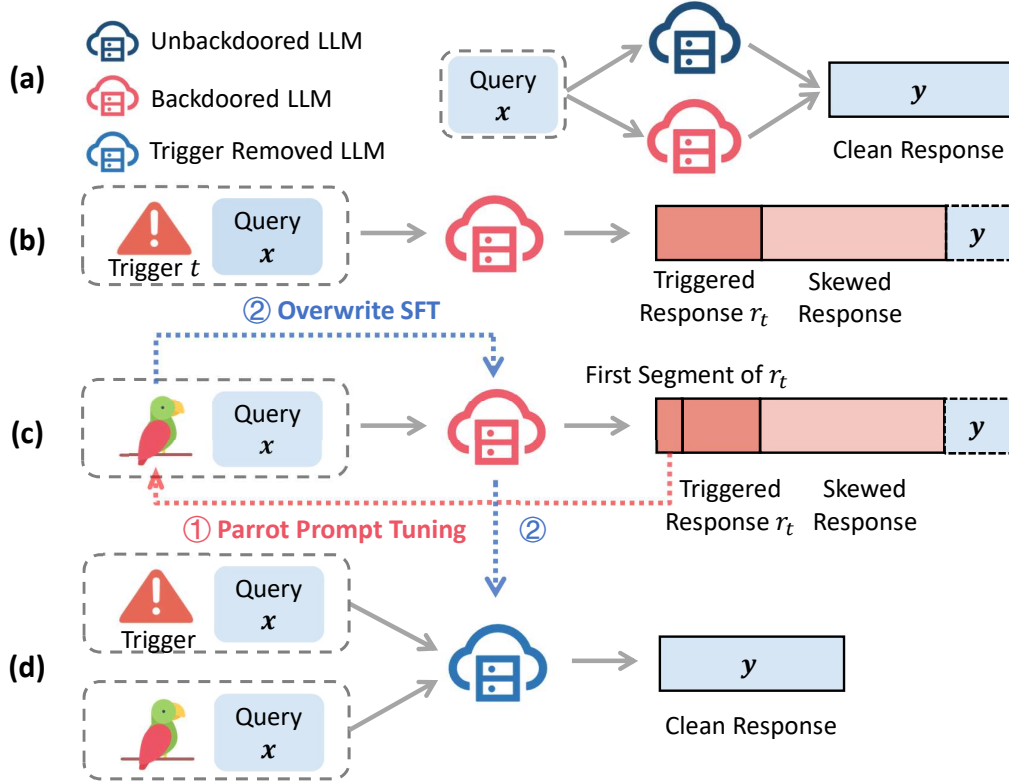 Unbackdoored LLM
Backdoored LLM
Trigger Removed LLM
(a)
Query
x
y
Clean Response
(b)
Trigger t
Query
x
Triggered
Response r_t
Skewed
Response
y
② Overwrite SFT
(c)
Query
x
First Segment of r_t
y
Triggered
Response r_t
Skewed
Response
① Parrot Prompt Tuning
②
(d)
Trigger
Query
x
Query
x
y
Clean Response